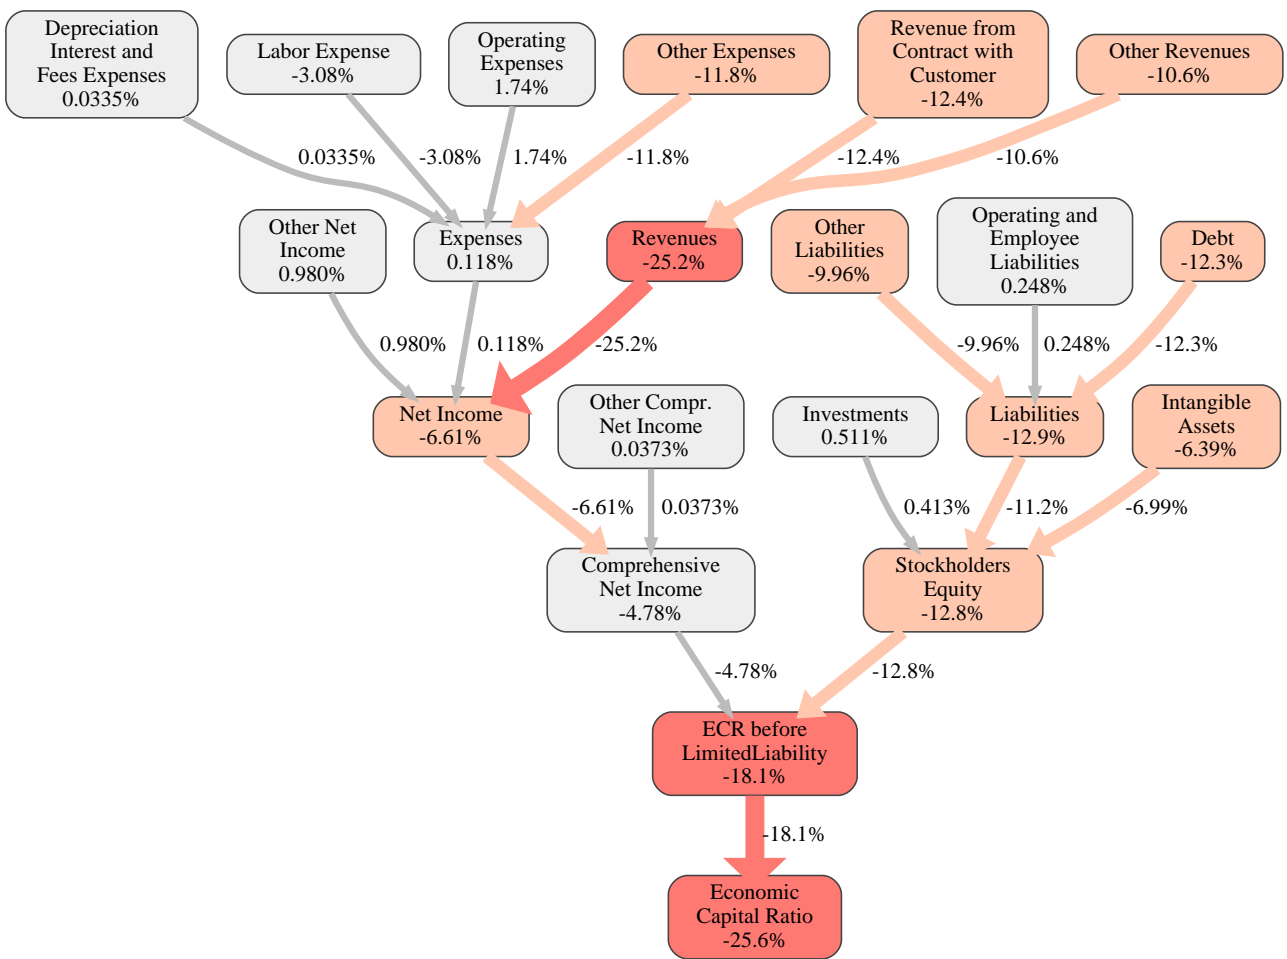 Depreciation
Interest and
Fees Expenses
0.0335%
Labor Expense
-3.08%
Operating
Expenses
1.74%
Other Expenses
-11.8%
Revenue from
Contract with
Customer
-12.4%
Other Revenues
-10.6%
0.0335%
-3.08%
1.74%
-11.8%
-12.4%
-10.6%
Other Net
Income
0.980%
Expenses
0.118%
Revenues
-25.2%
Other
Liabilities
-9.96%
Operating and
Employee
Liabilities
0.248%
Debt
-12.3%
0.980%
0.118%
-25.2%
-9.96%
0.248%
-12.3%
Net Income
-6.61%
Other Compr.
Net Income
0.0373%
Investments
0.511%
Liabilities
-12.9%
Intangible
Assets
-6.39%
-6.61%
0.0373%
0.413%
-11.2%
-6.99%
Comprehensive
Net Income
-4.78%
Stockholders
Equity
-12.8%
-4.78%
-12.8%
ECR before
LimitedLiability
-18.1%
-18.1%
Economic
Capital Ratio
-25.6%